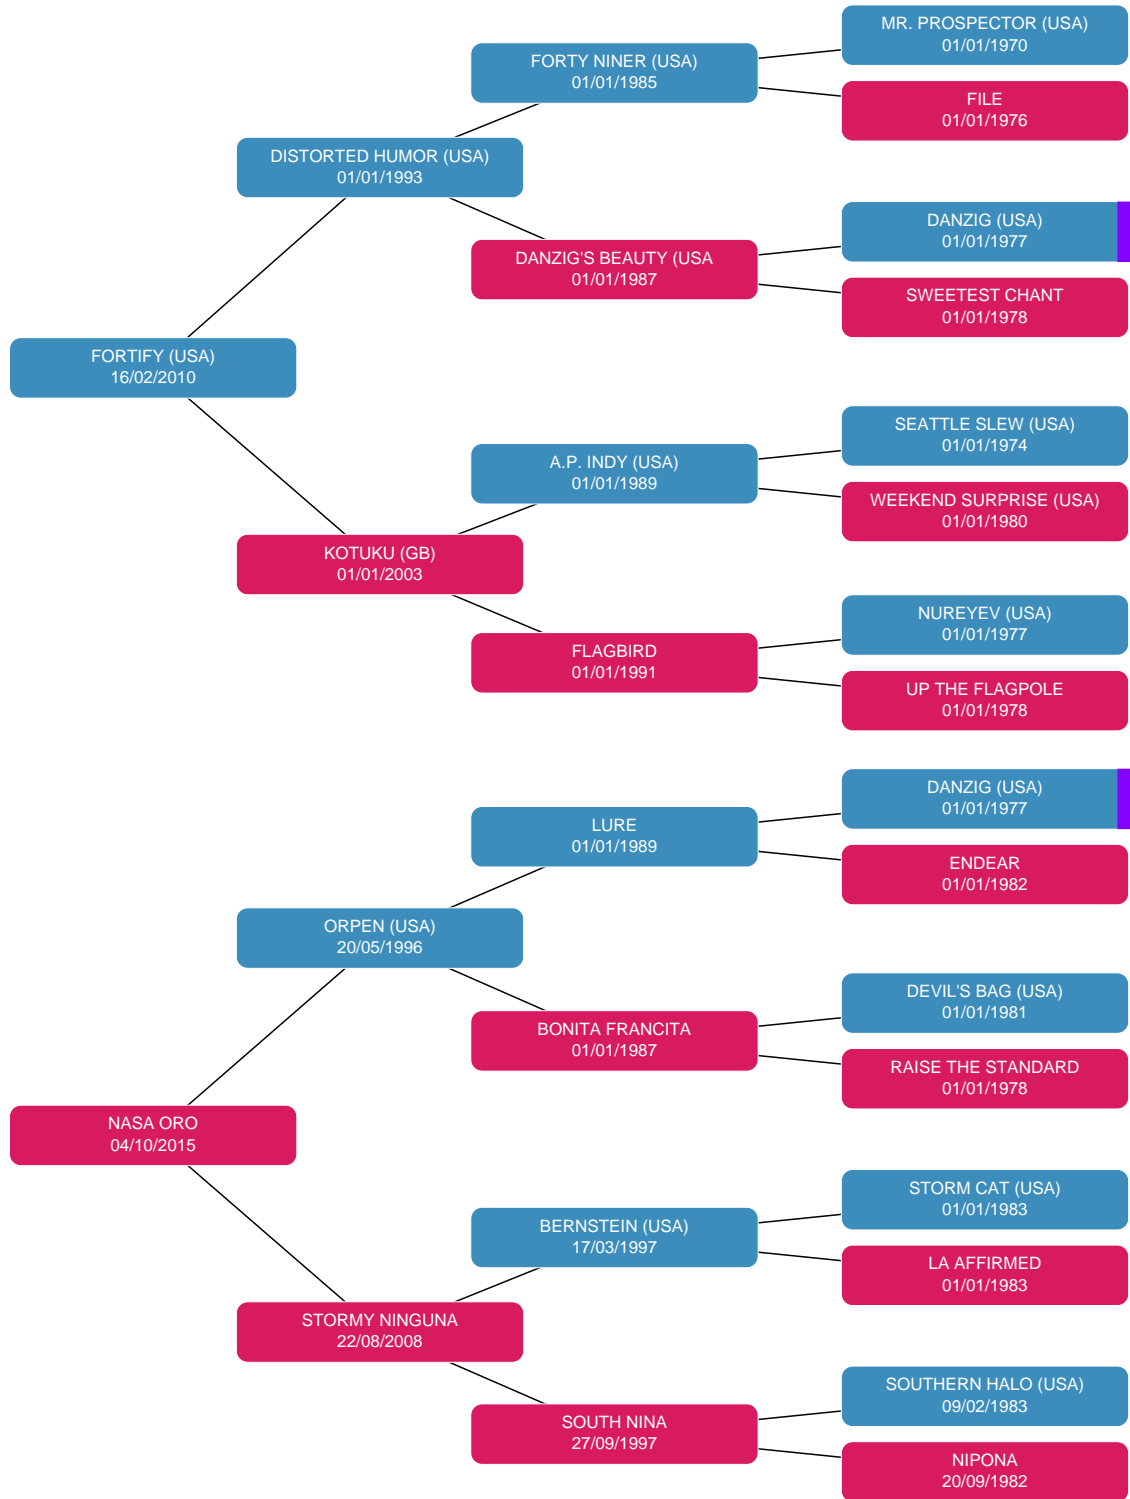 MR. PROSPECTOR (USA)
01/01/1970
FORTY NINER (USA)
01/01/1985
FILE
01/01/1976
DISTORTED HUMOR (USA)
01/01/1993
DANZIG (USA)
01/01/1977
DANZIG'S BEAUTY (USA
01/01/1987
SWEETEST CHANT
01/01/1978
FORTIFY (USA)
16/02/2010
SEATTLE SLEW (USA)
01/01/1974
A.P. INDY (USA)
01/01/1989
WEEKEND SURPRISE (USA)
01/01/1980
KOTUKU (GB)
01/01/2003
NUREYEV (USA)
01/01/1977
FLAGBIRD
01/01/1991
UP THE FLAGPOLE
01/01/1978
DANZIG (USA)
01/01/1977
LURE
01/01/1989
ENDEAR
01/01/1982
ORPEN (USA)
20/05/1996
DEVIL'S BAG (USA)
01/01/1981
BONITA FRANCITA
01/01/1987
RAISE THE STANDARD
01/01/1978
NASA ORO
04/10/2015
STORM CAT (USA)
01/01/1983
BERNSTEIN (USA)
17/03/1997
LA AFFIRMED
01/01/1983
STORMY NINGUNA
22/08/2008
SOUTHERN HALO (USA)
09/02/1983
SOUTH NINA
27/09/1997
NIPONA
20/09/1982